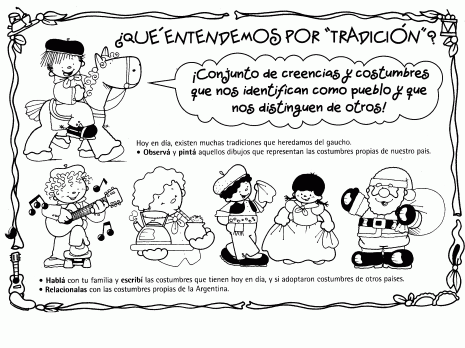 ¿QUE´ENTENDEMOS POR "TRADICIÓN"?
¡Conjunto de creencias y costumbres
que nos identifican como pueblo y que
nos distinguen de otros!
Hoy en día, existen muchas tradiciones que heredamos del gaucho.
• Observá y pintá aquellos dibujos que representan las costumbres propias de nuestro país.
• Hablá con tu familia y escribí las costumbres que tienen hoy en día, y si adoptaron costumbres de otros países.
• Relacionalas con las costumbres propias de la Argentina.